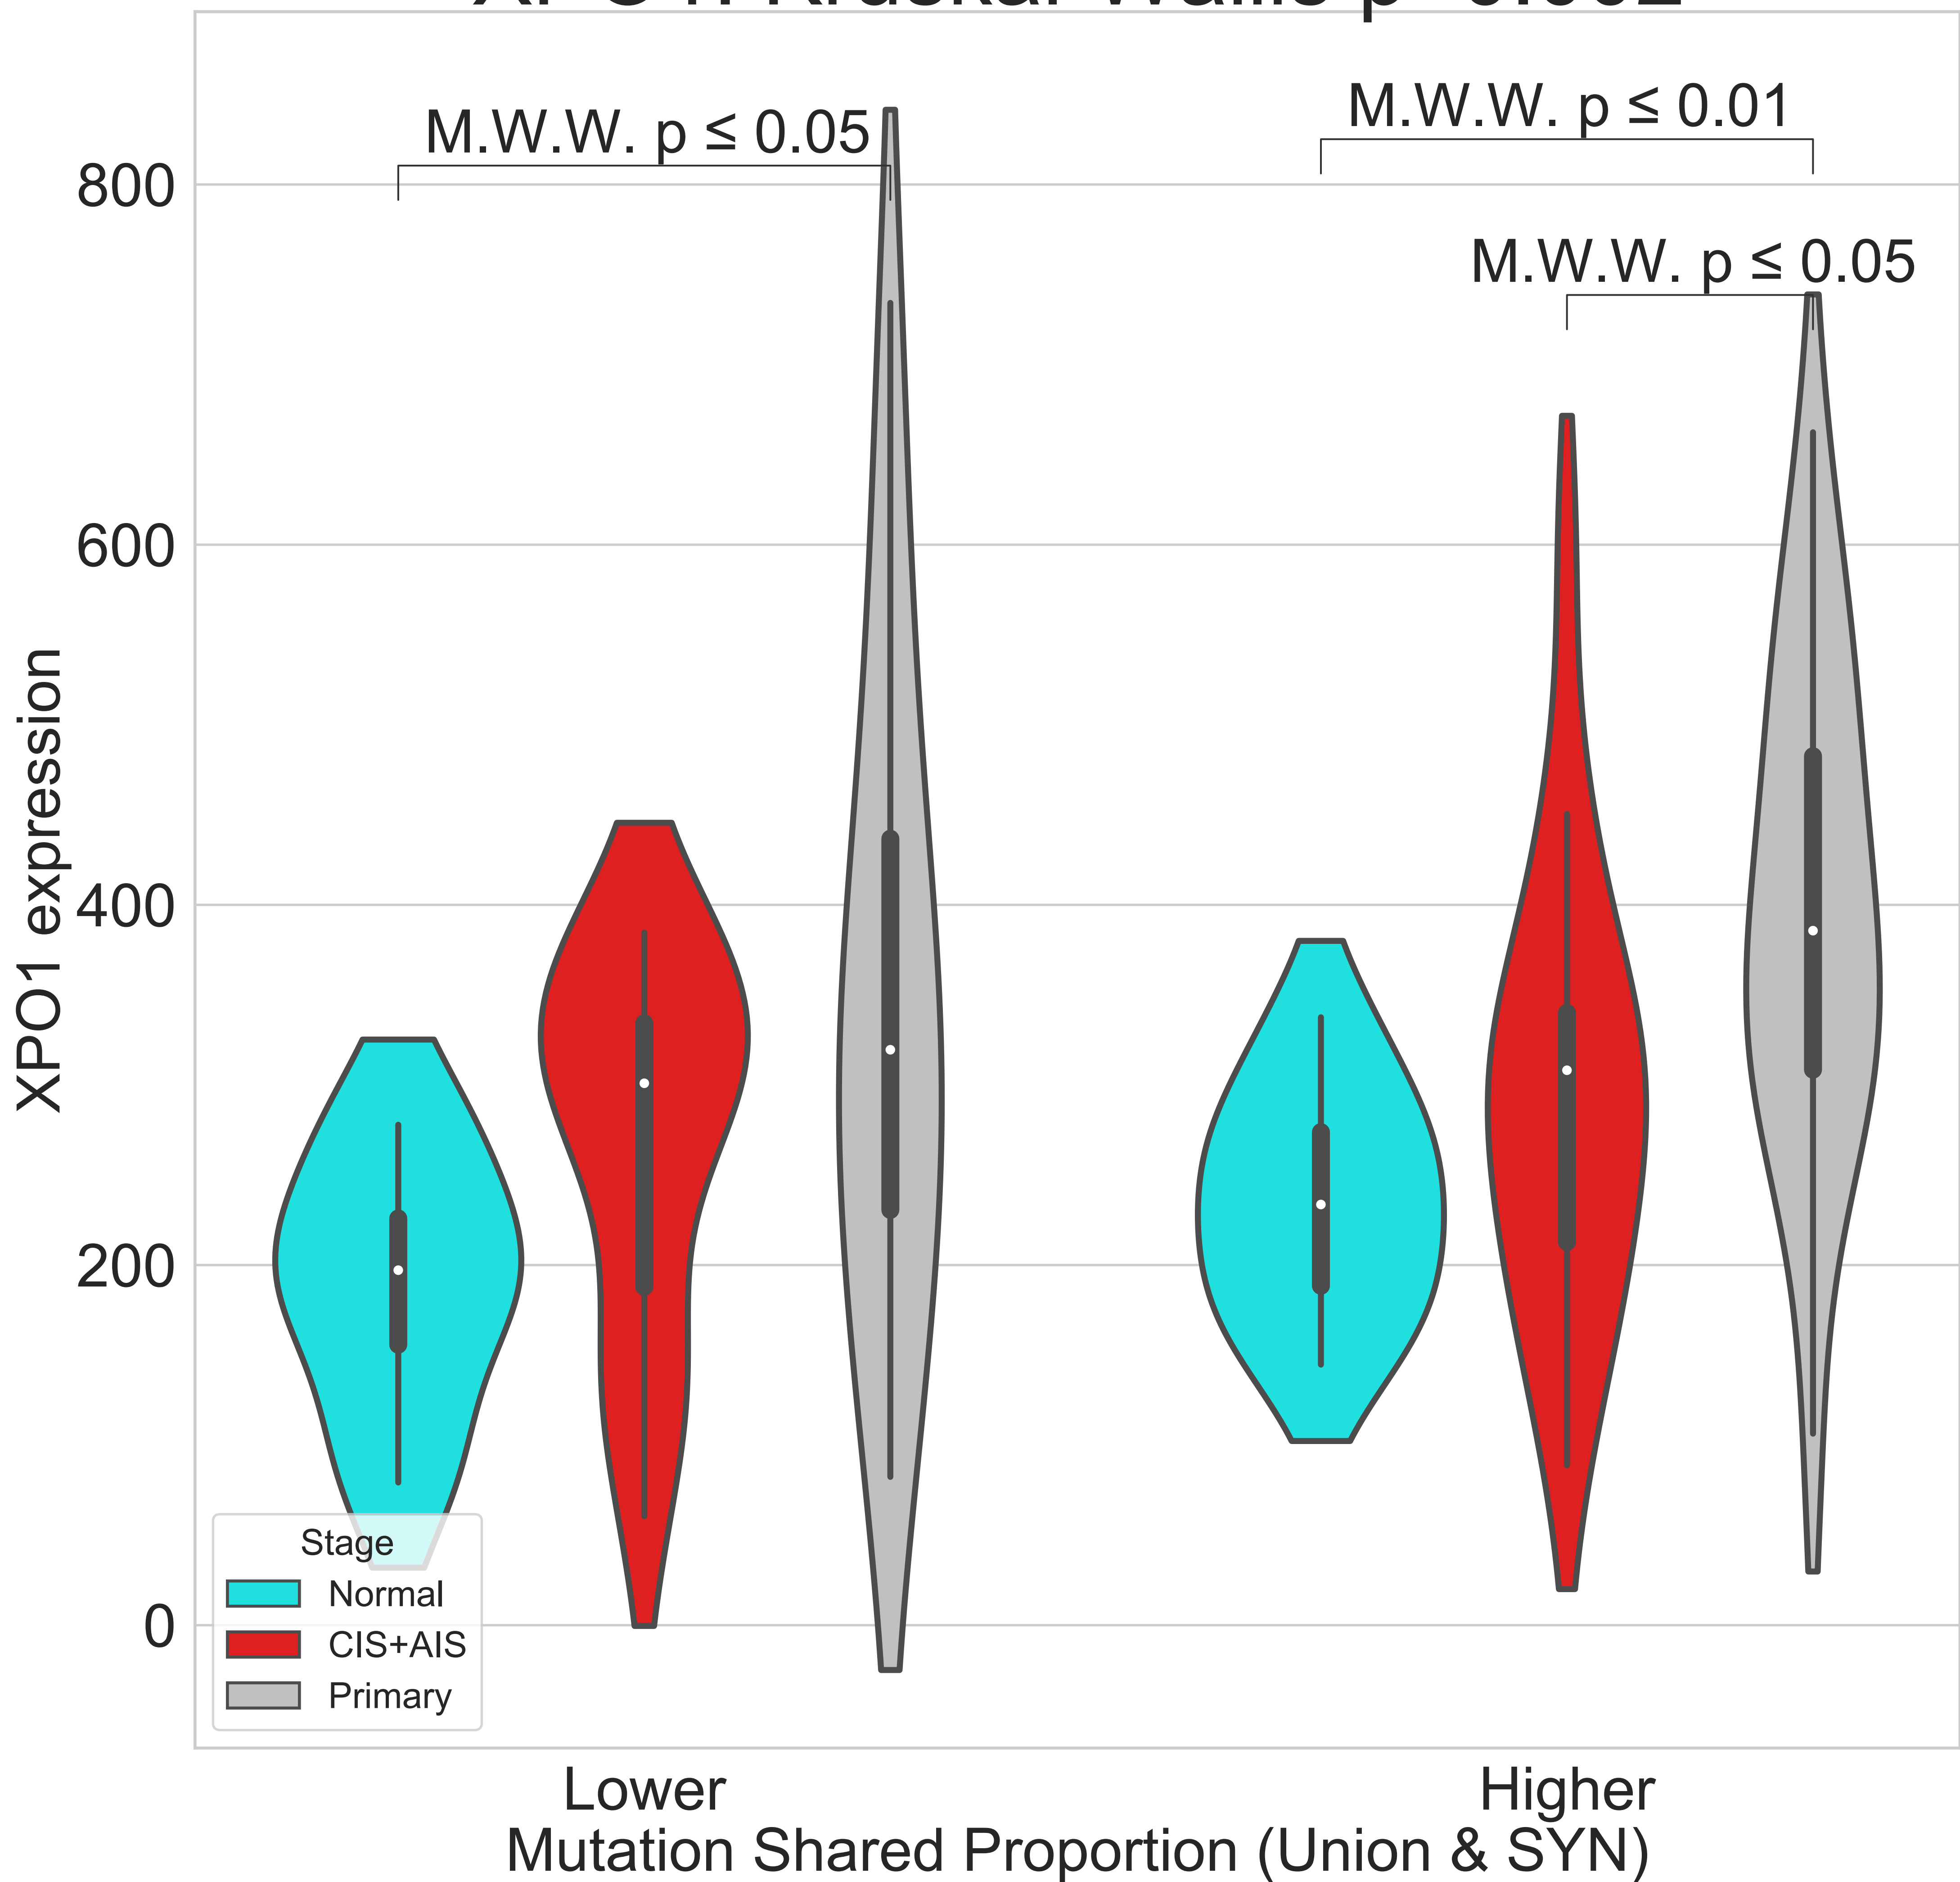 M.W.W. p ≤ 0.01
M.W.W. p ≤ 0.05
M.W.W. p ≤ 0.05
800
600
400
200
0
XPO1 expression
Stage
Normal
CIS+AIS
Primary
Lower
Higher
Mutation Shared Proportion (Union & SYN)